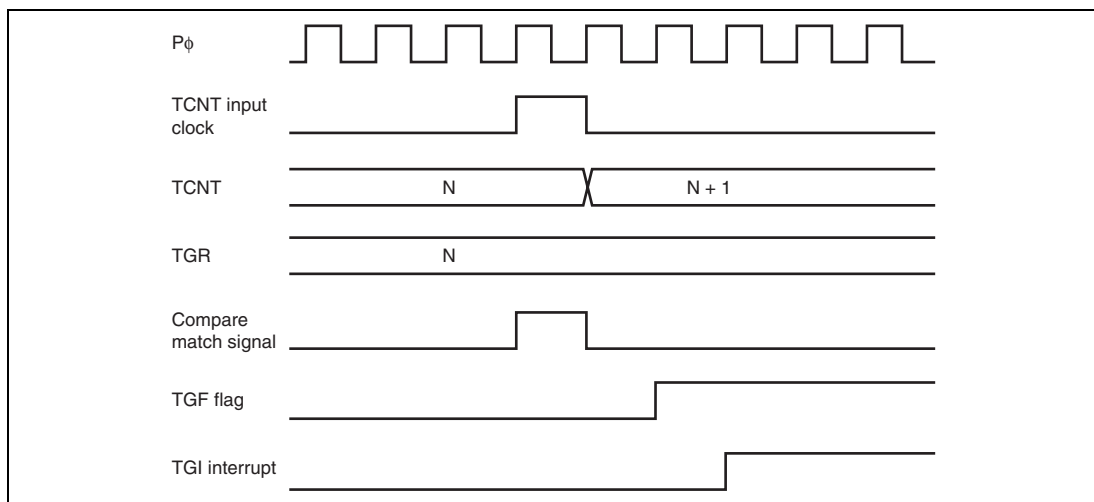 Pϕ
TCNT input
clock
TCNT
N
N + 1
TGR
N
Compare
match signal
TGF flag
TGI interrupt